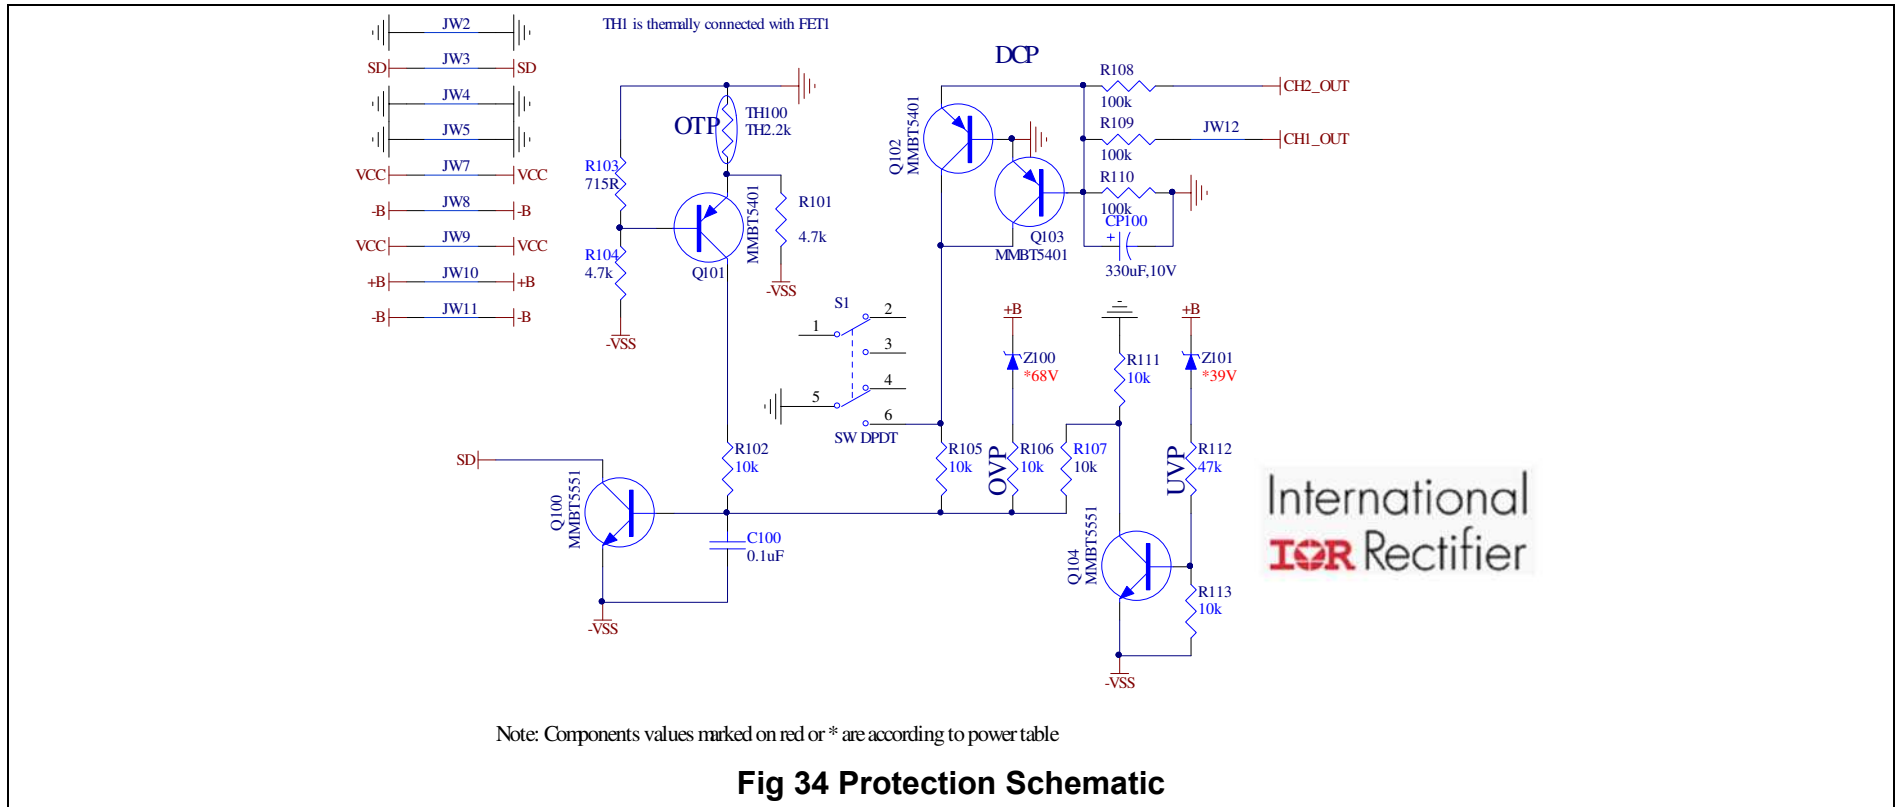 TH1 is thermally connected with FET1
JW2
SD JW3 SD
JW4
JW5
VCC JW7 VCC
-B JW8 -B
VCC JW9 VCC
+B JW10 +B
-B JW11 -B
OTP
TH100
TH2.2k
R103
715R
R104
4.7k
-VSS
Q101
MMBT5401
R101
4.7k
-VSS
DCP
Q102
MMBT5401
Q103
MMBT5401
R108
100k
CH2_OUT
R109
100k
JW12
CH1_OUT
R110
100k
CP100
+
330uF,10V
S1
1
2
3
4
5
6
SW DPDT
+B
Z100
*68V
-
R111
10k
+B
Z101
*39V
SD
Q100
MMBT5551
-VSS
R102
10k
C100
0.1uF
R105
10k
OVP
R106
10k
R107
10k
UVP
R112
47k
Q104
MMBT5551
R113
10k
-VSS
International
IOR Rectifier
Note: Components values marked on red or * are according to power table
Fig 34 Protection Schematic